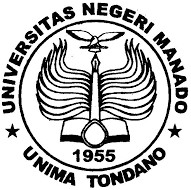 UNIVERSITAS NEGERI MANADO
1955
UNIMA TONDANO